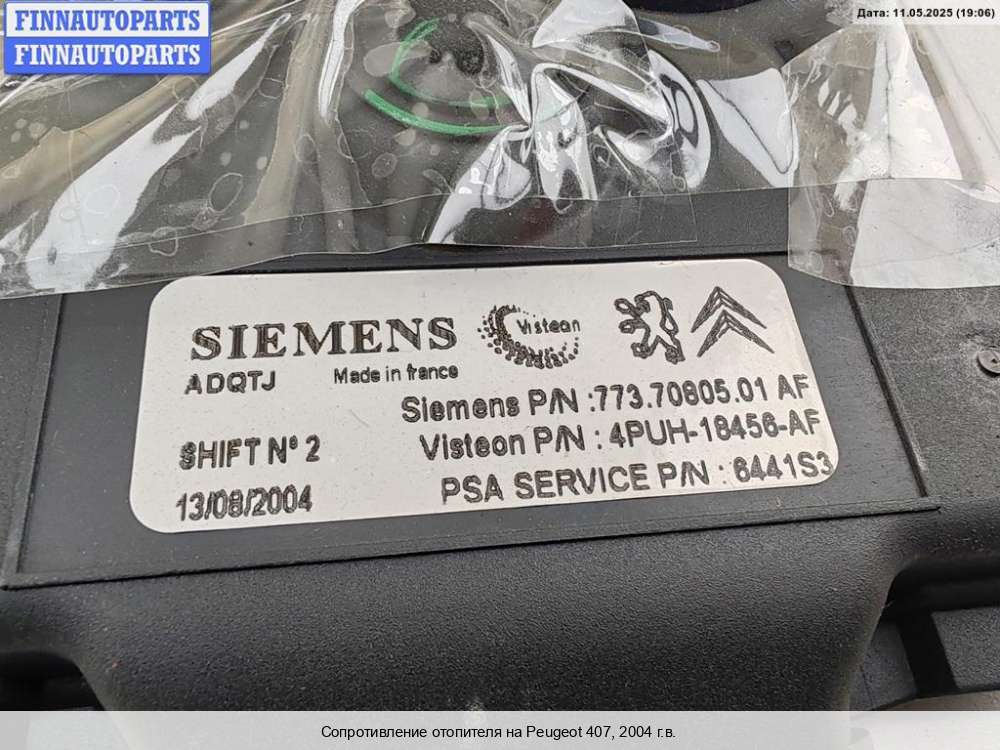 FINNAUTOPARTS
FINNAUTOPARTS
Дата: 11.05.2025 (19:06)
SIEMENS
Visteon
ADQTJ Made in france
Siemens P/N :773.70805.01 AF
SHIFT N° 2
Visteon P/N : 4PUH-18456-AF
13/08/2004
PSA SERVICE P/N : 6441S3
Сопротивление отопителя на Peugeot 407, 2004 г.в.